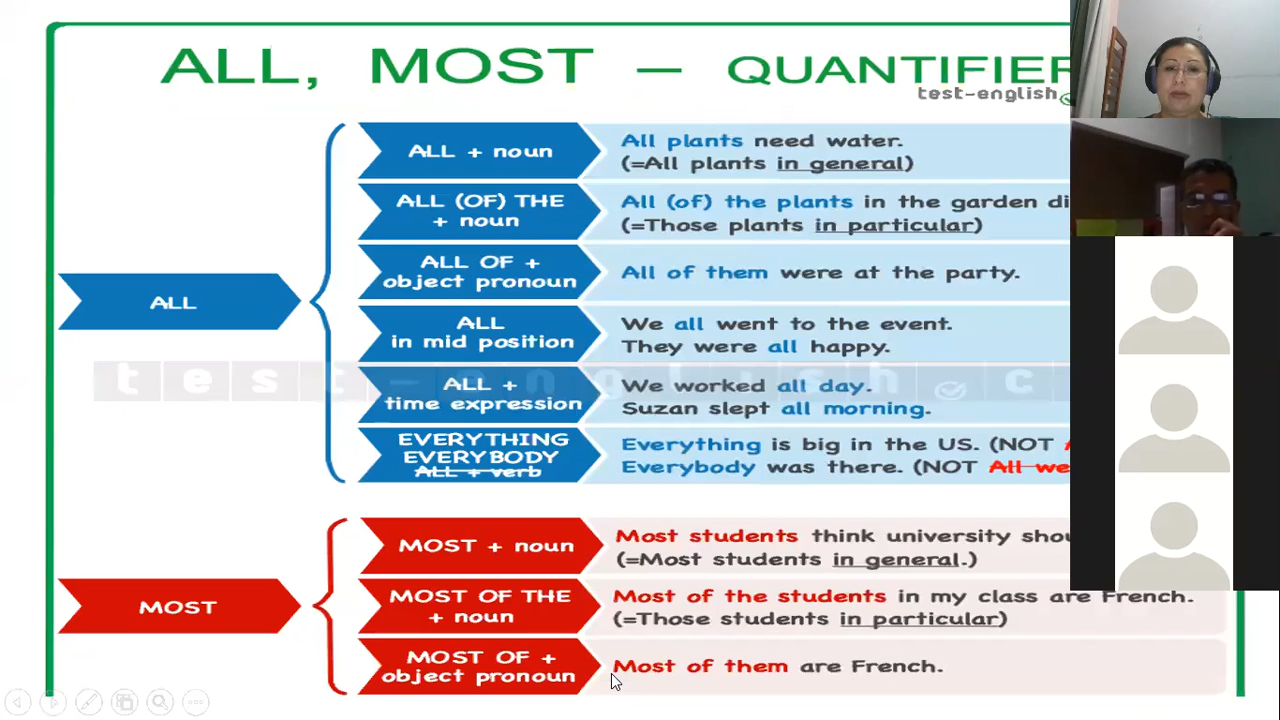 ALL, MOST – QUANTIFIER
test-english
ALL
ALL + noun
All plants need water.
(=All plants in general)
ALL (OF) THE
+ noun
All (of) the plants in the garden di
(=Those plants in particular)
ALL OF +
object pronoun
All of them were at the party.
ALL
in mid position
We all went to the event.
They were all happy.
ALL +
time expression
We worked all day.
Suzan slept all morning.
EVERYTHING
EVERYBODY
ALL + verb
Everything is big in the US. (NOT
Everybody was there. (NOT All we
test-english.c
MOST
MOST + noun
Most students think university shou
(=Most students in general.)
MOST OF THE
+ noun
Most of the students in my class are French.
(=Those students in particular)
MOST OF +
object pronoun
Most of them are French.